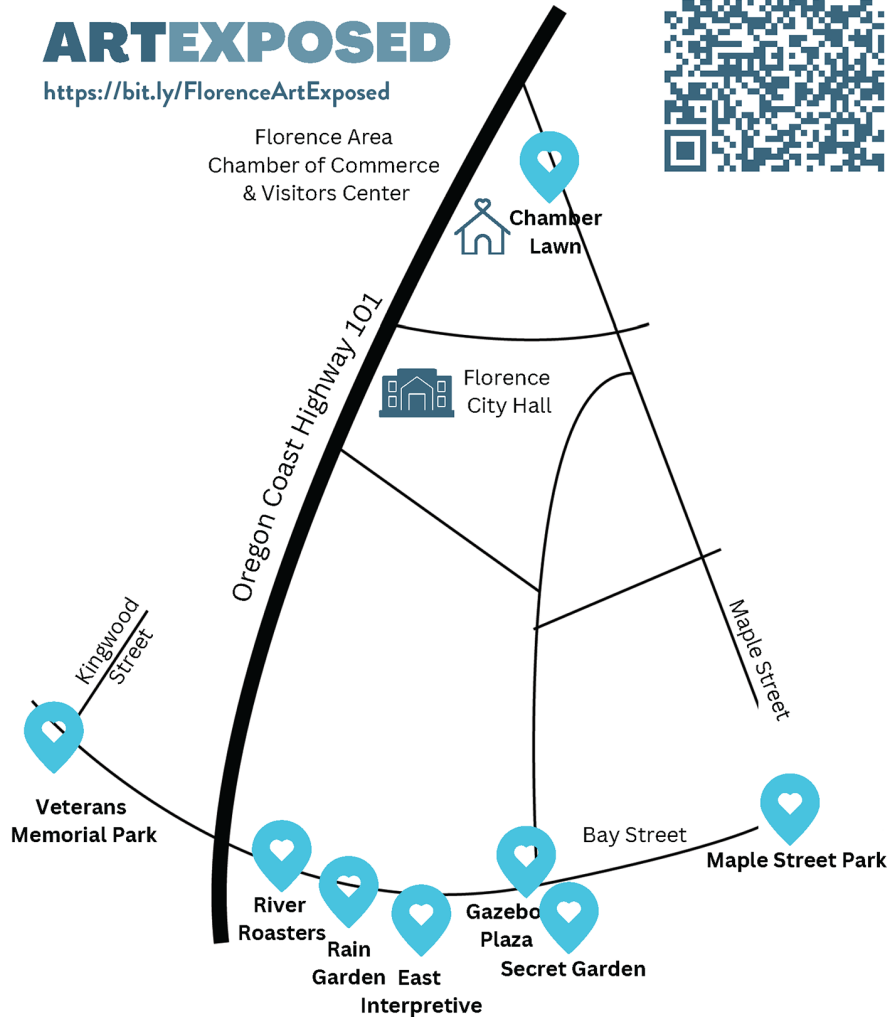 ARTEXPOSED
https://bit.ly/FlorenceArtExposed
Florence Area
Chamber of Commerce
& Visitors Center
Chamber
Lawn
Oregon Coast Highway 101
Florence
City Hall
Kingwood
Street
Maple Street
Veterans
Memorial Park
Bay Street
Maple Street Park
River
Roasters
Rain
Garden
East
Interpretive
Gazebo
Plaza
Secret Garden